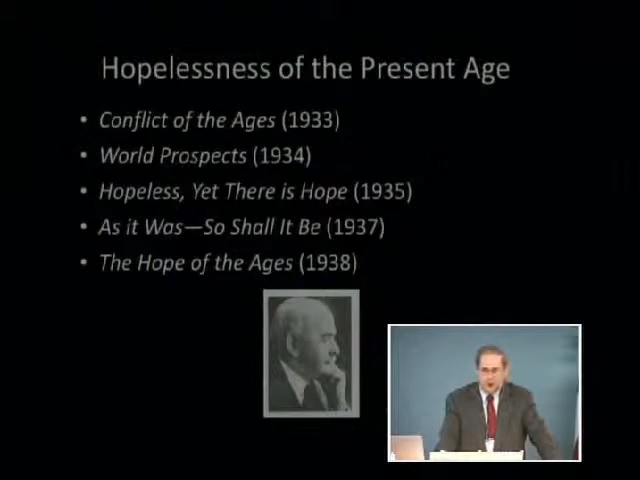 Hopelessness of the Present Age
• Conflict of the Ages (1933)
• World Prospects (1934)
• Hopeless, Yet There is Hope (1935)
• As it Was—So Shall It Be (1937)
• The Hope of the Ages (1938)